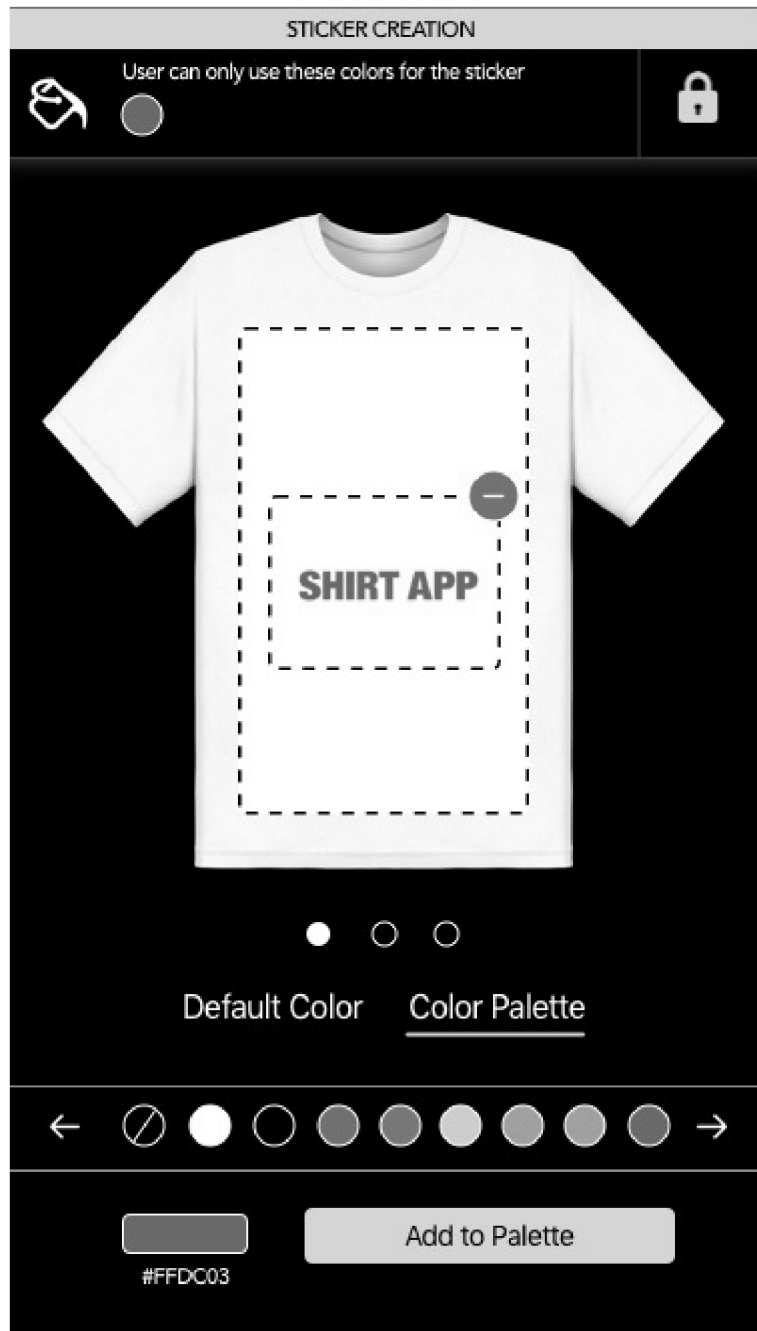 STICKER CREATION
User can only use these colors for the sticker
SHIRT APP
Default Color Color Palette
Add to Palette
#FFDC03